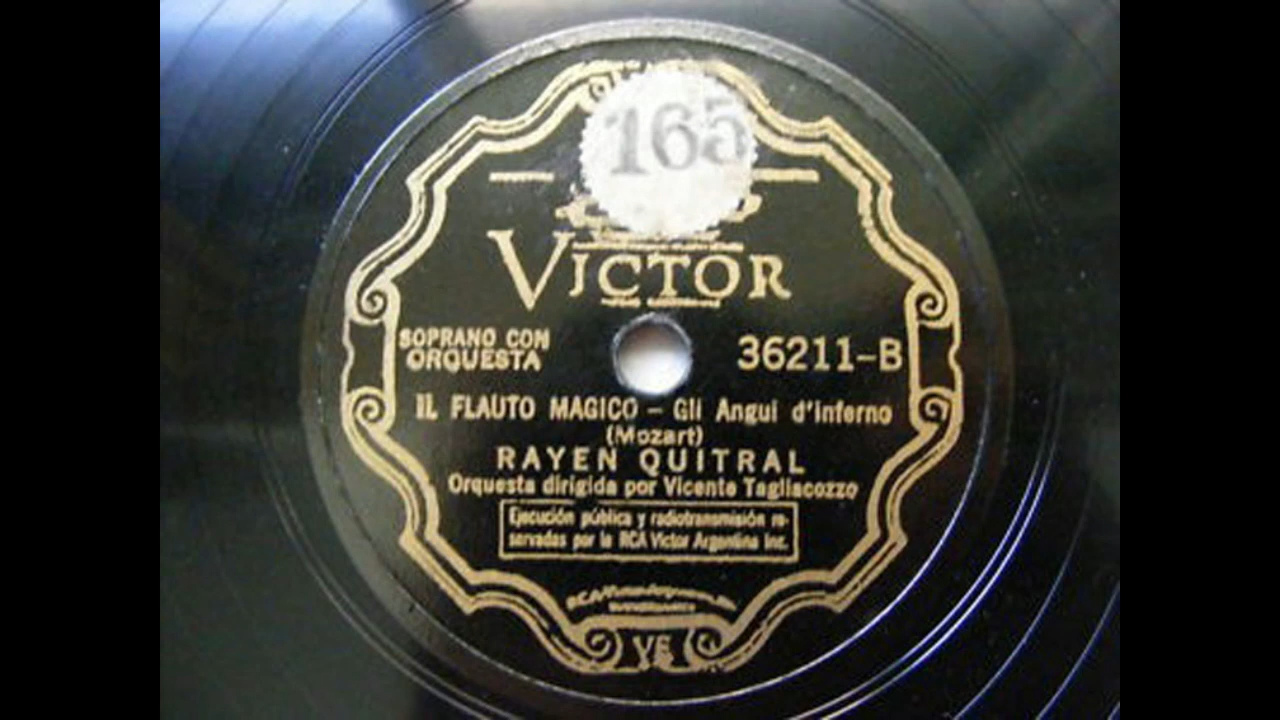 165
VICTOR
SOPRANO CON
ORQUESTA
36211-B
IL FLAUTO MAGICO - Gli Angui d'inferno
(Mozart)
RAYEN QUITRAL
Orquesta dirigida por Vicente Tagliacozzo
Ejecución pública y radiotransmisión re-
servadas por la RCA Victor Argentina Inc.
VE